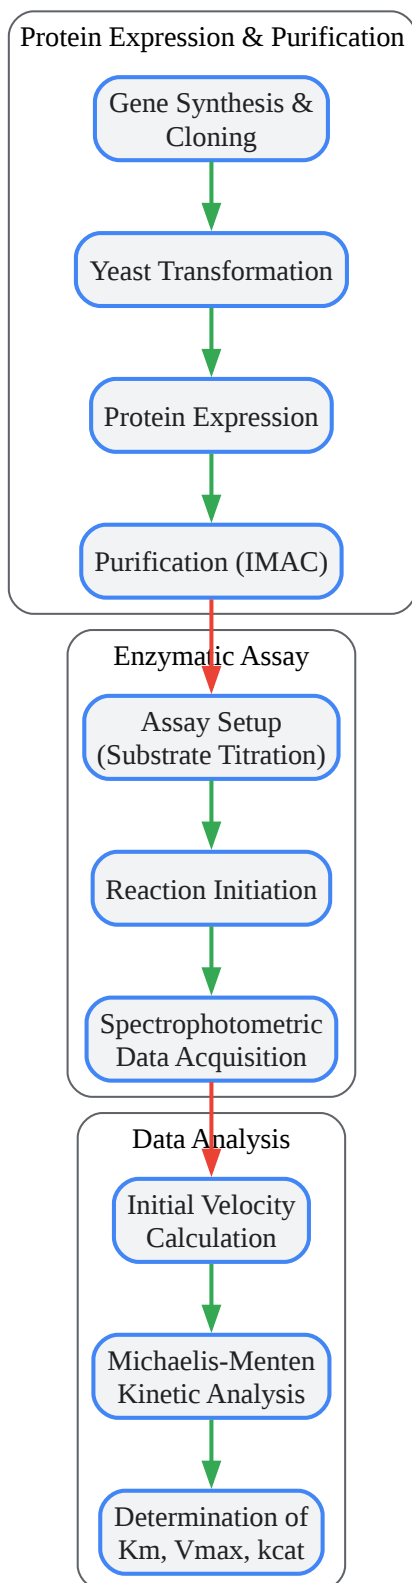 Protein Expression & Purification
Gene Synthesis &
Cloning
Yeast Transformation
Protein Expression
Purification (IMAC)
Enzymatic Assay
Assay Setup
(Substrate Titration)
Reaction Initiation
Spectrophotometric
Data Acquisition
Data Analysis
Initial Velocity
Calculation
Michaelis-Menten
Kinetic Analysis
Determination of
Km, Vmax, kcat